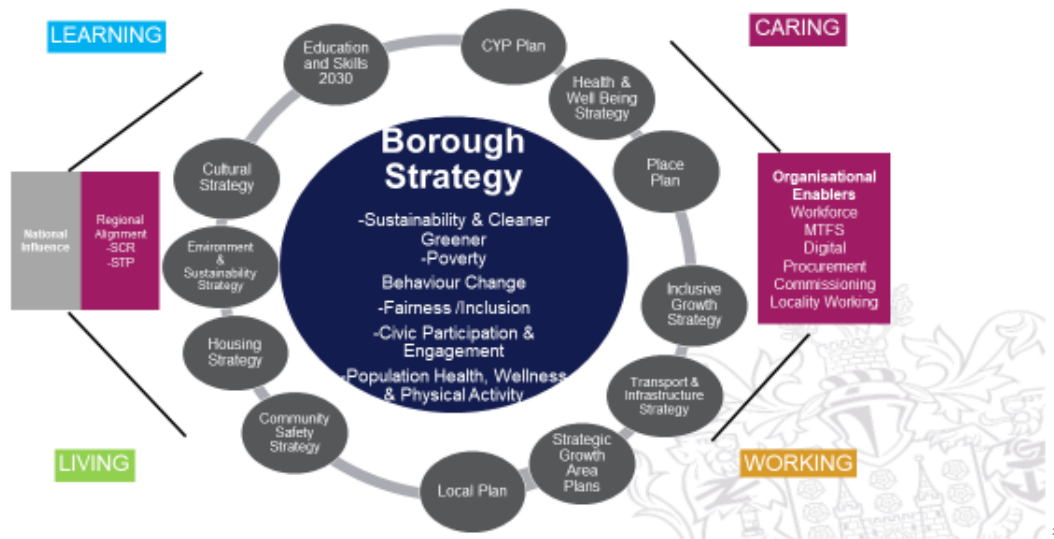 LEARNING
CARING
Education
and Skills
2030
CYP Plan
Health &
Well Being
Strategy
Cultural
Strategy
Place
Plan
Borough
Strategy
-Sustainability & Cleaner
Greener
-Poverty
Behaviour Change
-Fairness /Inclusion
-Civic Participation &
Engagement
-Population Health, Wellness
& Physical Activity
National
Influence
Regional
Alignment
-SCR
-STP
Environment
&
Sustainability
Strategy
Organisational
Enablers
Workforce
MTFS
Digital
Procurement
Commissioning
Locality Working
Inclusive
Growth
Strategy
Housing
Strategy
Transport &
Infrastructure
Strategy
Community
Safety
Strategy
Strategic
Growth
Area
Plans
Local Plan
LIVING
WORKING